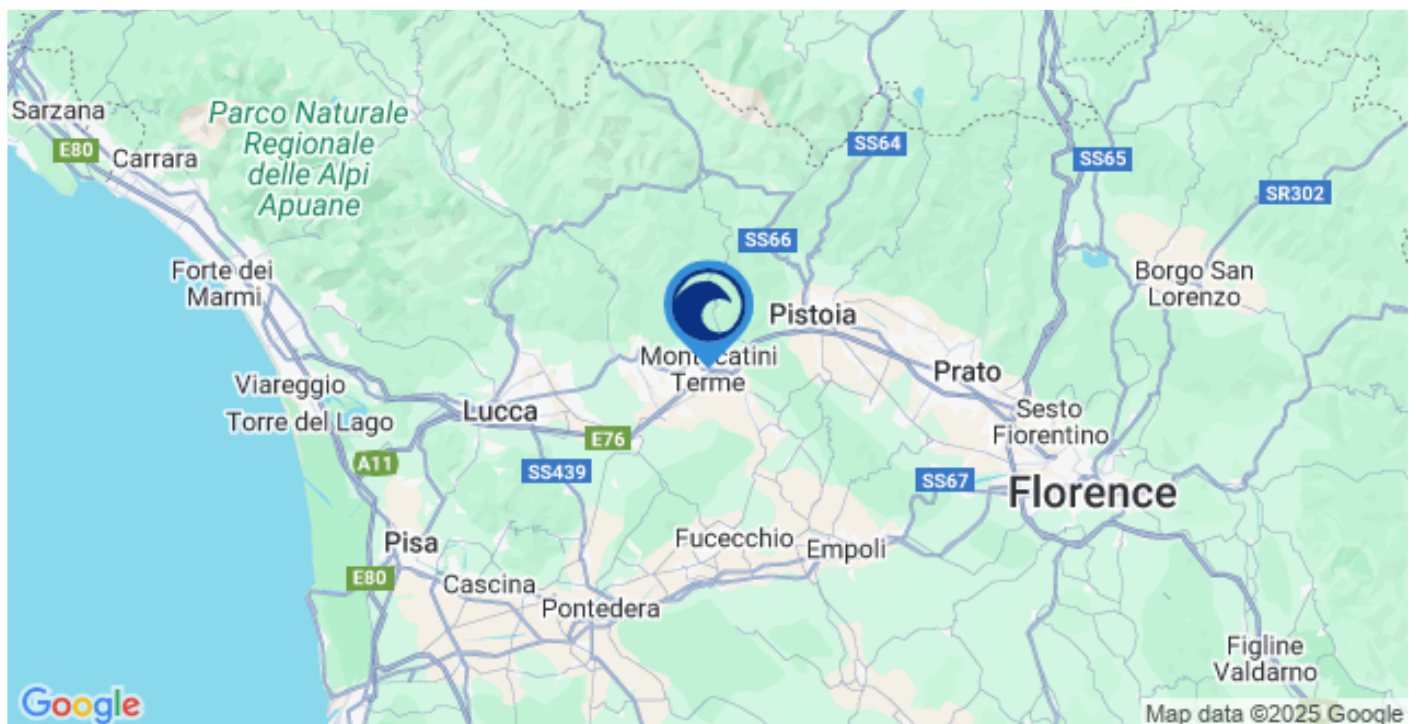 Sarzana
E80
Carrara
Parco Naturale
Regionale
delle Alpi
Apuane
SS64
SS65
SR302
SS66
Forte dei
Marmi
Borgo San
Lorenzo
Pistoia
Montecatini
Terme
Prato
Viareggio
Torre del Lago
Lucca
Sesto
Fiorentino
E76
A11
SS439
SS67
Florence
Pisa
Fucecchio
Empoli
E80
Cascina
Pontedera
Figline
Valdarno
Google
Map data ©2025 Google